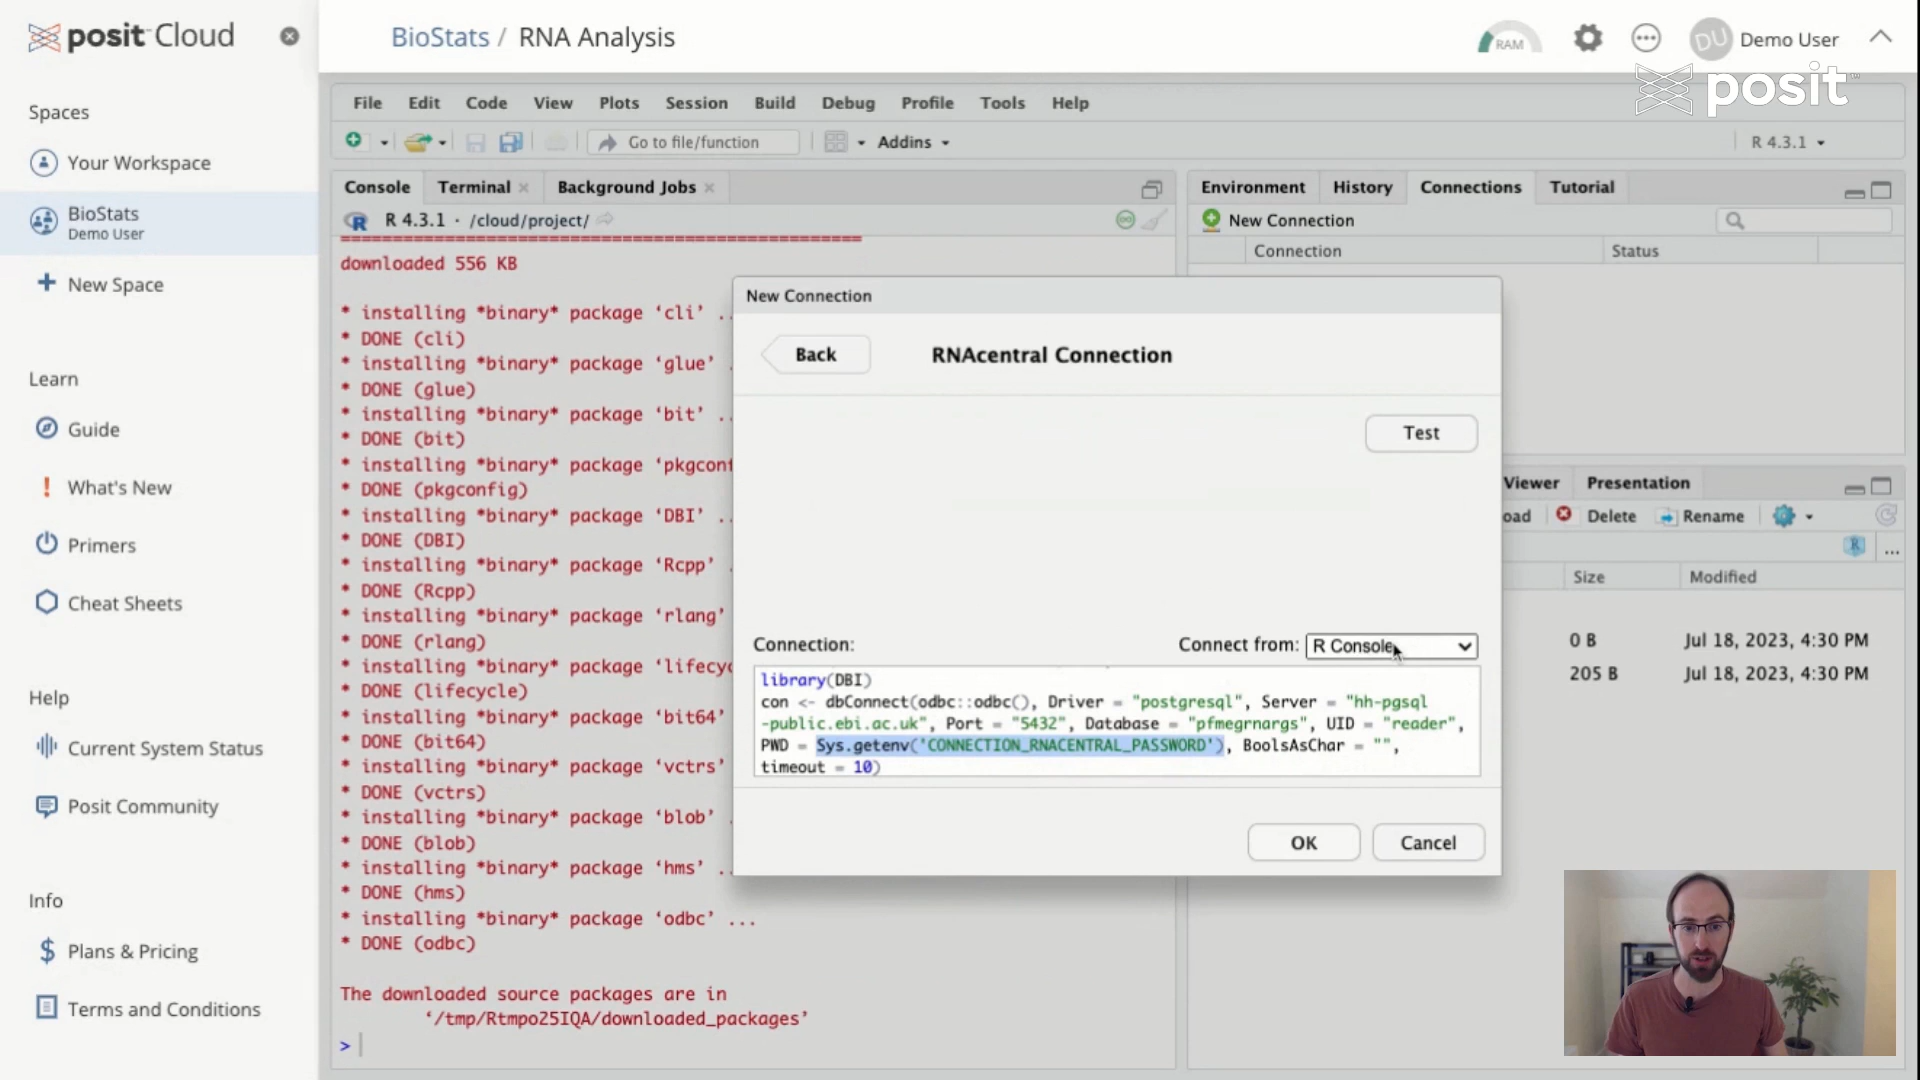 posit Cloud
BioStats / RNA Analysis
RAM
DU
Demo User
posit
Spaces
Your Workspace
BioStats
Demo User
New Space
Learn
Guide
What's New
Primers
Cheat Sheets
Help
Current System Status
Posit Community
Info
Plans & Pricing
Terms and Conditions
File Edit Code View Plots Session Build Debug Profile Tools Help
Go to file/function
Addins
R 4.3.1
Console Terminal Background Jobs
R 4.3.1 · /cloud/project/
downloaded 556 KB
* installing *binary* package ‘cli’ ..
* DONE (cli)
* installing *binary* package ‘glue’ .
* DONE (glue)
* installing *binary* package ‘bit’ ..
* DONE (bit)
* installing *binary* package ‘pkgconf
* DONE (pkgconfig)
* installing *binary* package ‘DBI’ ..
* DONE (DBI)
* installing *binary* package ‘Rcpp’ .
* DONE (Rcpp)
* installing *binary* package ‘rlang’
* DONE (rlang)
* installing *binary* package ‘lifecyc
* DONE (lifecycle)
* installing *binary* package ‘bit64’
* DONE (bit64)
* installing *binary* package ‘vctrs’
* DONE (vctrs)
* installing *binary* package ‘blob’ .
* DONE (blob)
* installing *binary* package ‘hms’ ..
* DONE (hms)
* installing *binary* package ‘odbc’ ...
* DONE (odbc)
The downloaded source packages are in
‘/tmp/Rtmpo25IQA/downloaded_packages’
>
Environment History Connections Tutorial
New Connection
Connection Status
New Connection
Back
RNAcentral Connection
Test
Connection:
Connect from: R Console
library(DBI)
con <- dbConnect(odbc::odbc(), Driver = "postgresql", Server = "hh-pgsql
-public.ebi.ac.uk", Port = "5432", Database = "pfmegrnargs", UID = "reader",
PWD = Sys.getenv('CONNECTION_RNACENTRAL_PASSWORD'), BoolsAsChar = "",
timeout = 10)
OK
Cancel
Viewer Presentation
oad Delete Rename
R ...
Size Modified
0 B Jul 18, 2023, 4:30 PM
205 B Jul 18, 2023, 4:30 PM